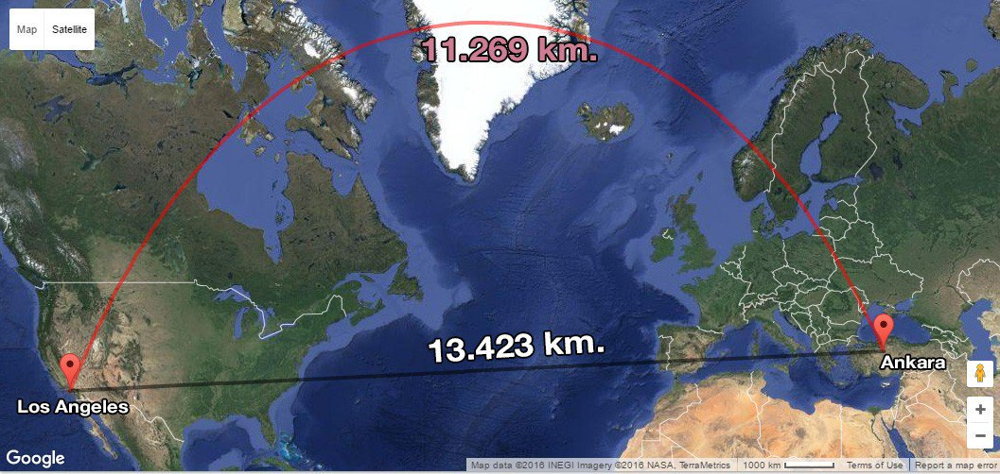 Map Satellite
11.269 km.
13.423 km.
Ankara
Los Angeles
Google
Map data ©2016 INEGI Imagery ©2016 NASA, TerraMetrics 1000 km Terms of Use Report a map error